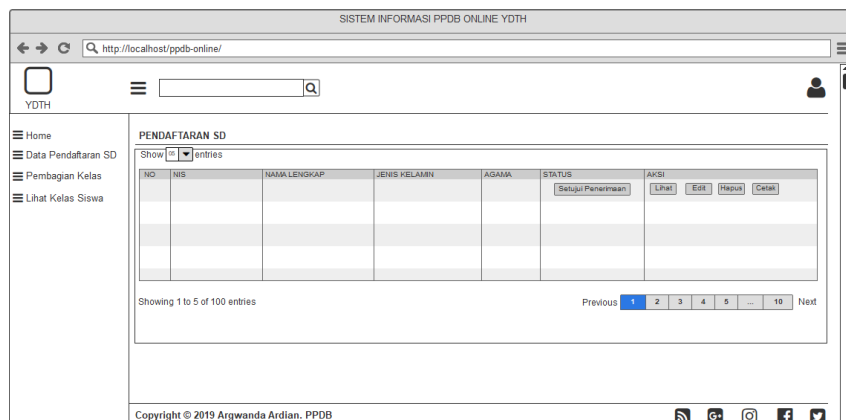 SISTEM INFORMASI PPDB ONLINE YDTH
http://localhost/ppdb-online/
YDTH
Home
Data Pendaftaran SD
Pembagian Kelas
Lihat Kelas Siswa
PENDAFTARAN SD
Show 05 entries
NO NIS NAMA LENGKAP JENIS KELAMIN AGAMA STATUS AKSI
Setujui Penerimaan Lihat Edit Hapus Cetak
Showing 1 to 5 of 100 entries
Previous 1 2 3 4 5 ... 10 Next
Copyright © 2019 Argwanda Ardian. PPDB